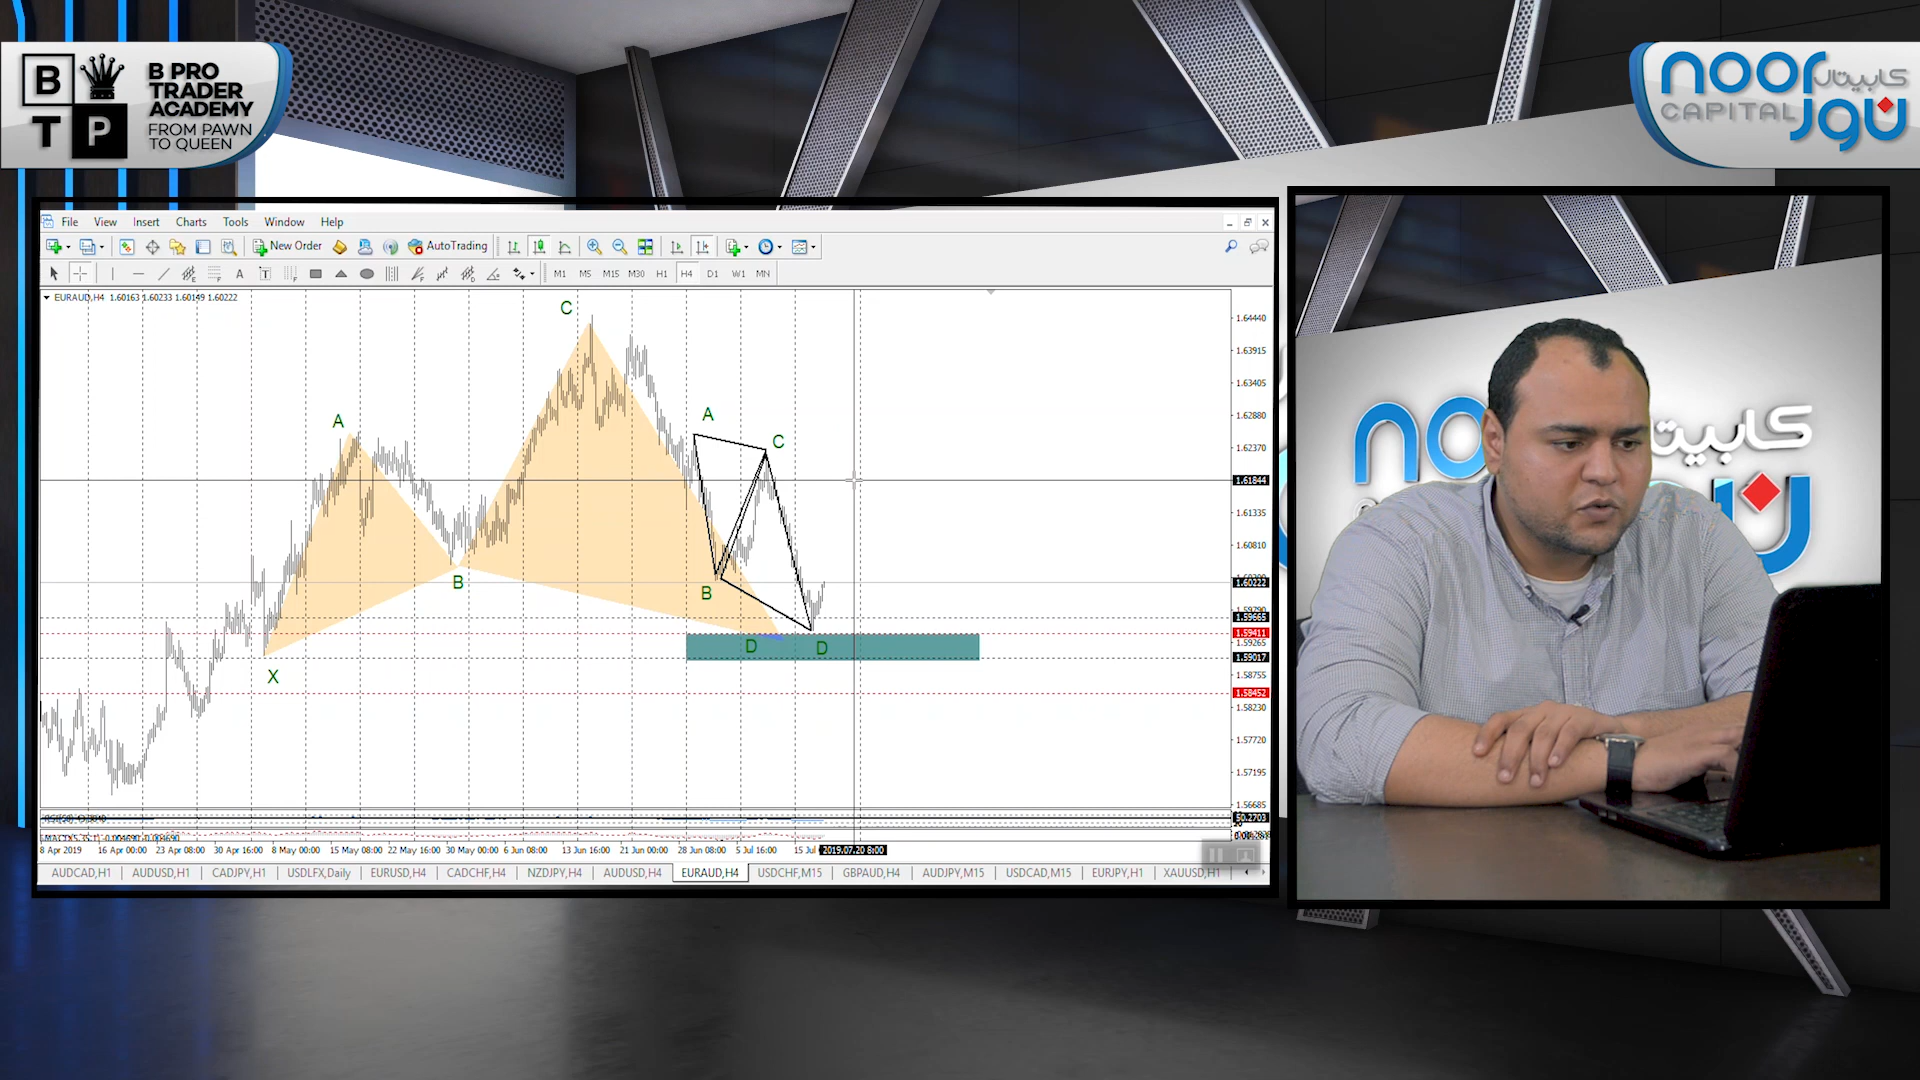 B
T P
B PRO
TRADER
ACADEMY
FROM PAWN
TO QUEEN
noor كابيتال
CAPITAL نور
File View Insert Charts Tools Window Help
New Order AutoTrading
A T M1 M5 M15 M30 H1 H4 D1 W1 MN
EURAUD,H4 1.60163 1.60233 1.60149 1.60222
C
A
A
C
B
B
D
D
X
1.64440
1.63915
1.63405
1.62880
1.62370
1.61844
1.61335
1.60810
1.60222
1.59790
1.59665
1.59411
1.59265
1.59017
1.58755
1.58452
1.58230
1.57720
1.57195
1.56685
50.2703
8 Apr 2019 16 Apr 00:00 23 Apr 08:00 30 Apr 16:00 8 May 00:00 15 May 08:00 22 May 16:00 30 May 00:00 6 Jun 08:00 13 Jun 16:00 21 Jun 00:00 28 Jun 08:00 5 Jul 16:00 15 Jul 2019.07.20 8:00
AUDCAD,H1 AUDUSD,H1 CADJPY,H1 USDLFX,Daily EURUSD,H4 CADCHF,H4 NZDJPY,H4 AUDUSD,H4 EURAUD,H4 USDCHF,M15 GBPAUD,H4 AUDJPY,M15 USDCAD,M15 EURJPY,H1 XAUUSD,H1
كابيتا